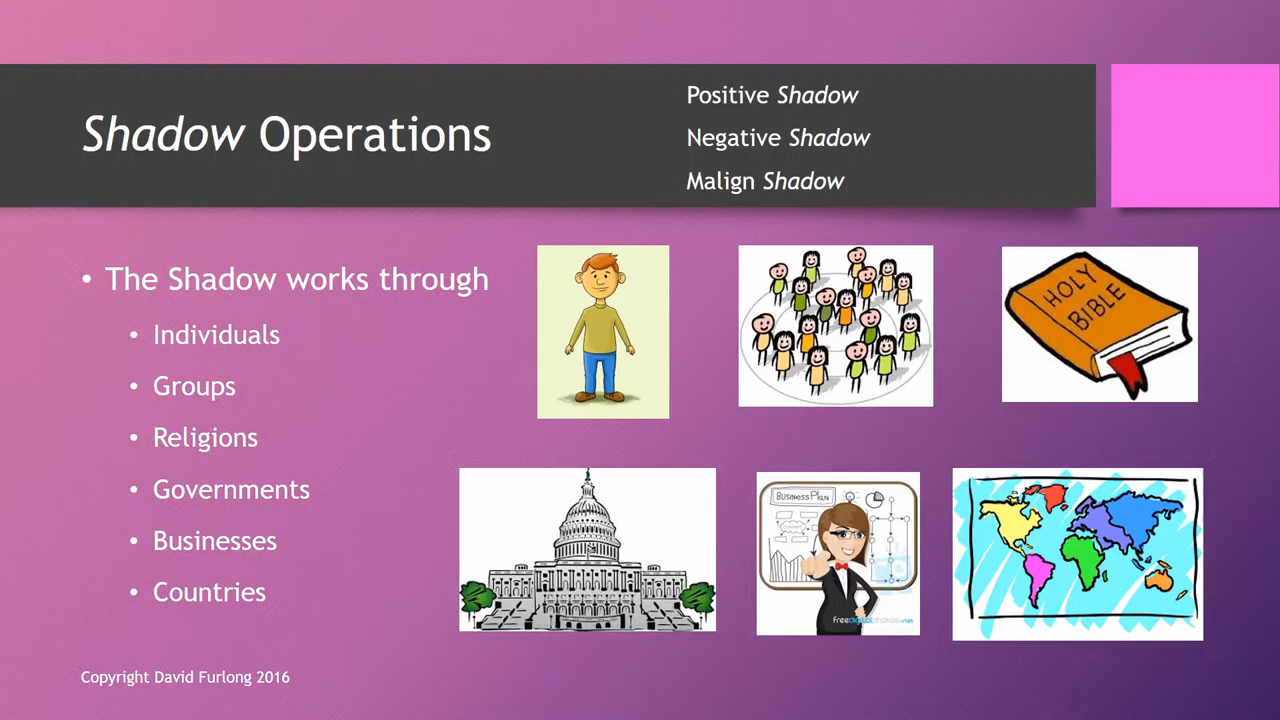 Shadow Operations
Positive Shadow
Negative Shadow
Malign Shadow
• The Shadow works through
• Individuals
• Groups
• Religions
• Governments
• Businesses
• Countries
HOLY
BIBLE
BUSINESS PLAN
Copyright David Furlong 2016